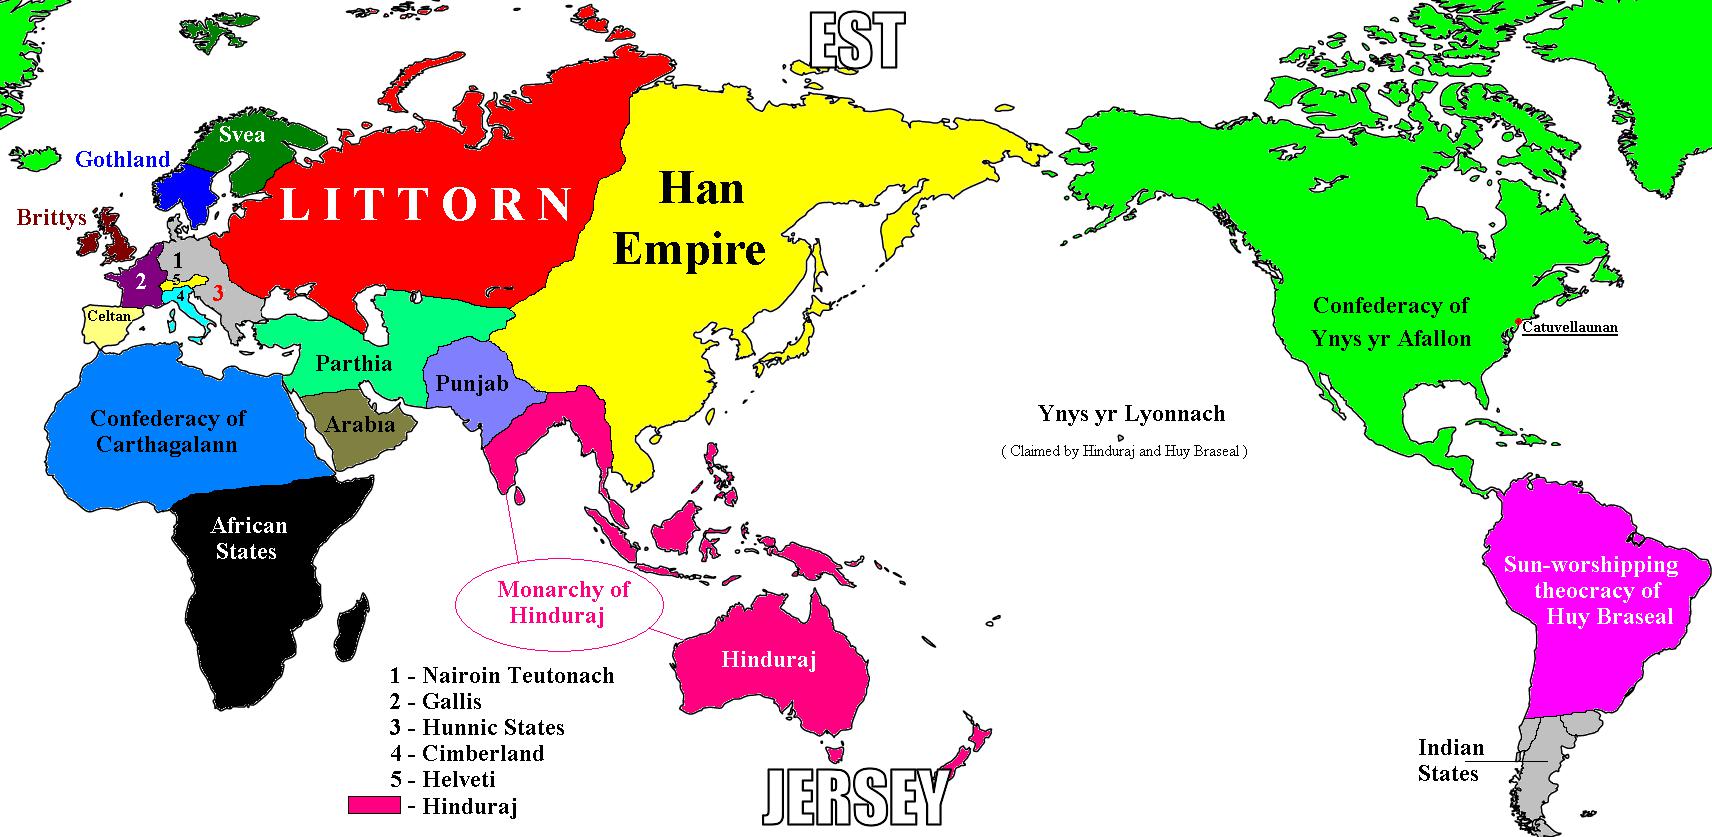 EST
Svea
Gothland
Brittys
LITTORN
Han
Empire
1
2
5
4
3
Celtan
Parthia
Punjab
Arabia
Confederacy of
Carthagalann
African
States
Confederacy of
Ynys yr Afallon
Catuvellaunan
Ynys yr Lyonnach
( Claimed by Hinduraj and Huy Braseal )
Sun-worshipping
theocracy of
Huy Braseal
Monarchy of
Hinduraj
Hinduraj
1 - Nairoin Teutonach
2 - Gallis
3 - Hunnic States
4 - Cimberland
5 - Helveti
- Hinduraj
Indian
States
JERSEY